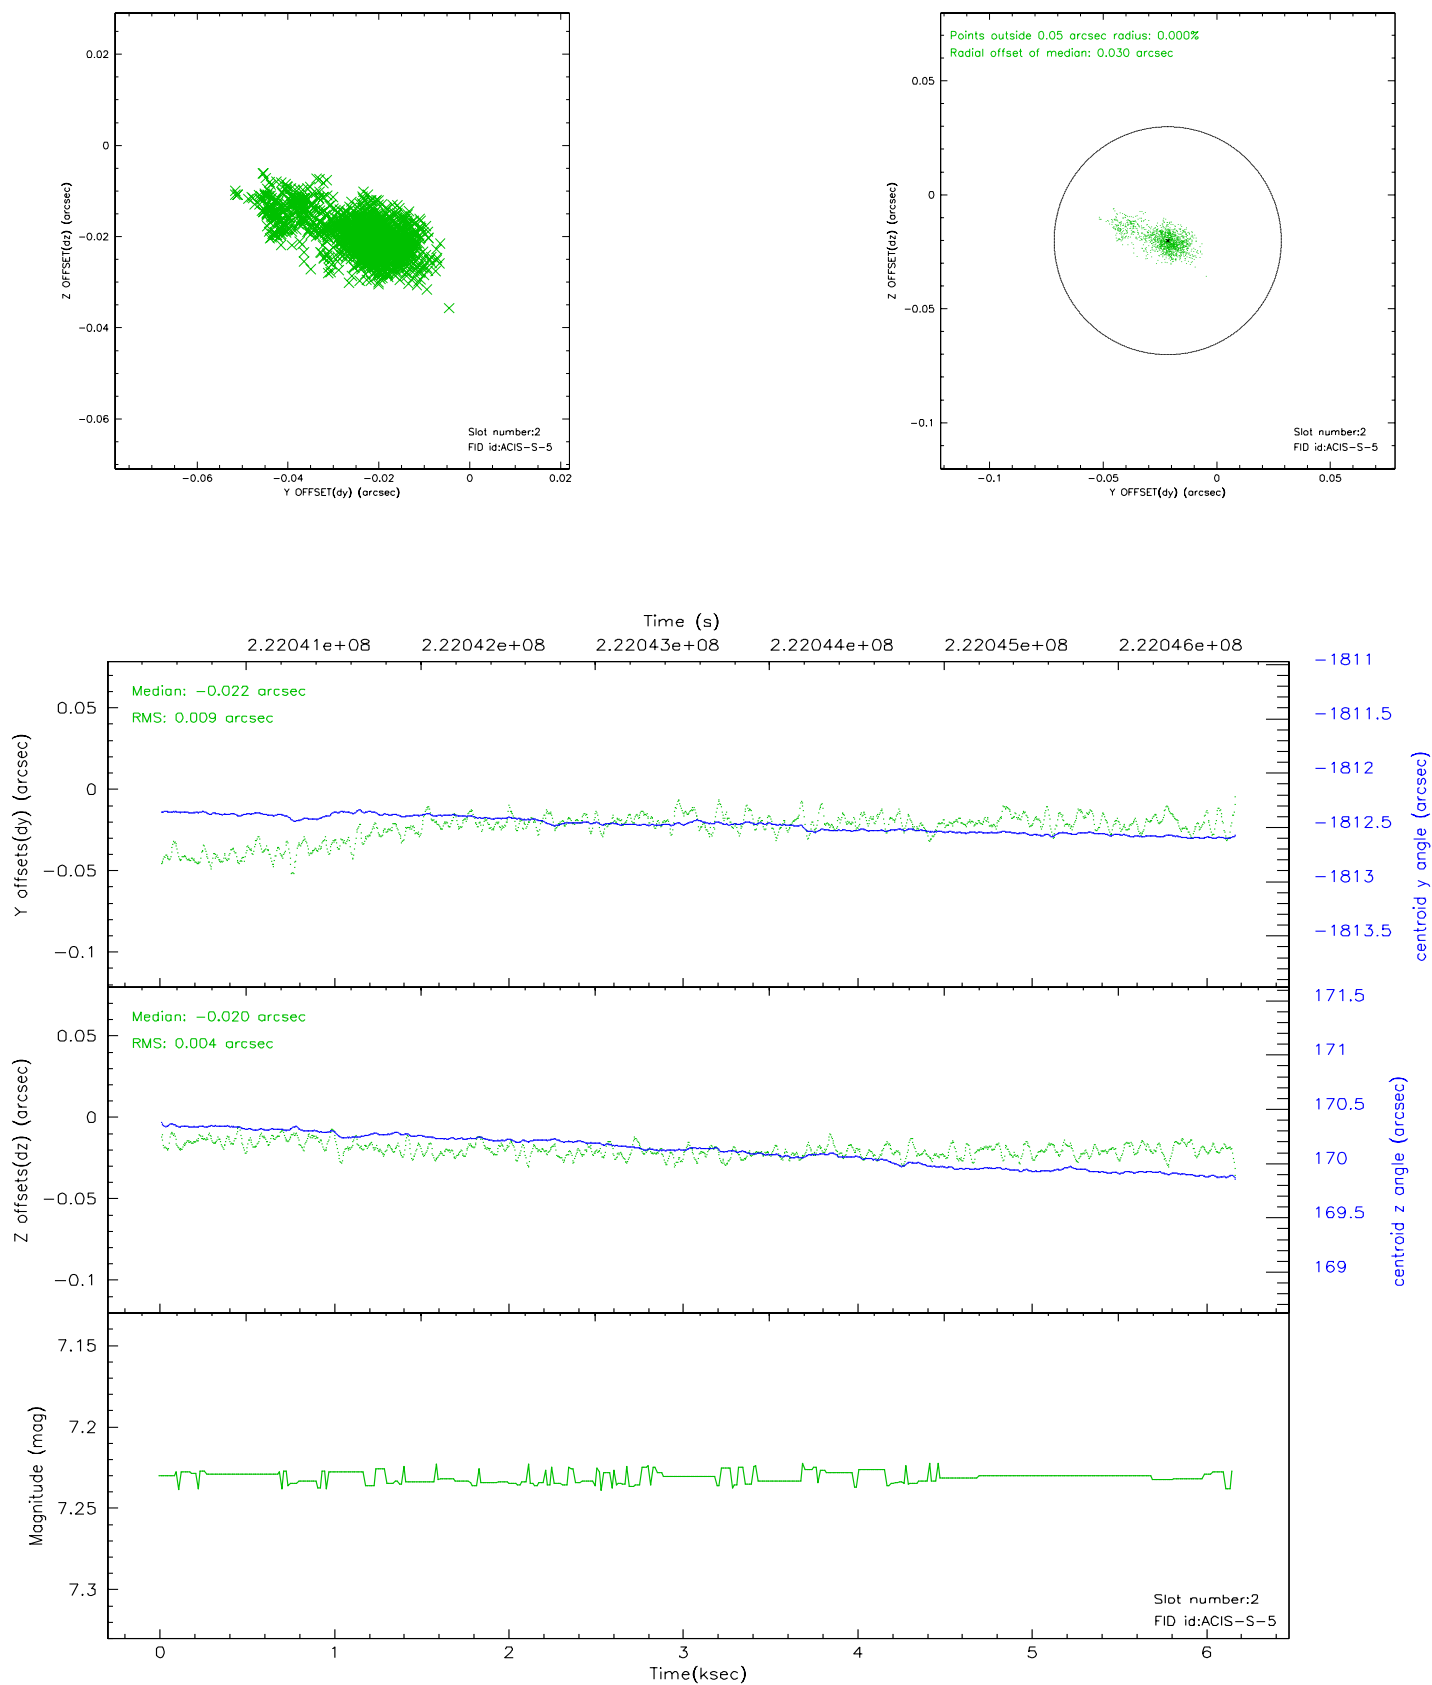 0.02
0
−0.02
−0.04
−0.06
Z OFFSET(dz) (arcsec)
Slot number:2
FID id:ACIS−S−5
−0.06
−0.04
−0.02
0
0.02
Y OFFSET(dy) (arcsec)
Points outside 0.05 arcsec radius: 0.000%
Radial offset of median: 0.030 arcsec
0.05
0
−0.05
−0.1
Z OFFSET(dz) (arcsec)
Slot number:2
FID id:ACIS−S−5
−0.1
−0.05
0
0.05
Y OFFSET(dy) (arcsec)
Time (s)
2.22041e+08
2.22042e+08
2.22043e+08
2.22044e+08
2.22045e+08
2.22046e+08
Median: −0.022 arcsec
RMS: 0.009 arcsec
0.05
0
−0.05
−0.1
Y offsets(dy) (arcsec)
−1811
−1811.5
−1812
−1812.5
−1813
−1813.5
centroid y angle (arcsec)
Median: −0.020 arcsec
RMS: 0.004 arcsec
0.05
0
−0.05
−0.1
Z offsets(dz) (arcsec)
171.5
171
170.5
170
169.5
169
centroid z angle (arcsec)
7.15
7.2
7.25
7.3
Magnitude (mag)
Slot number:2
FID id:ACIS−S−5
0
1
2
3
4
5
6
Time(ksec)